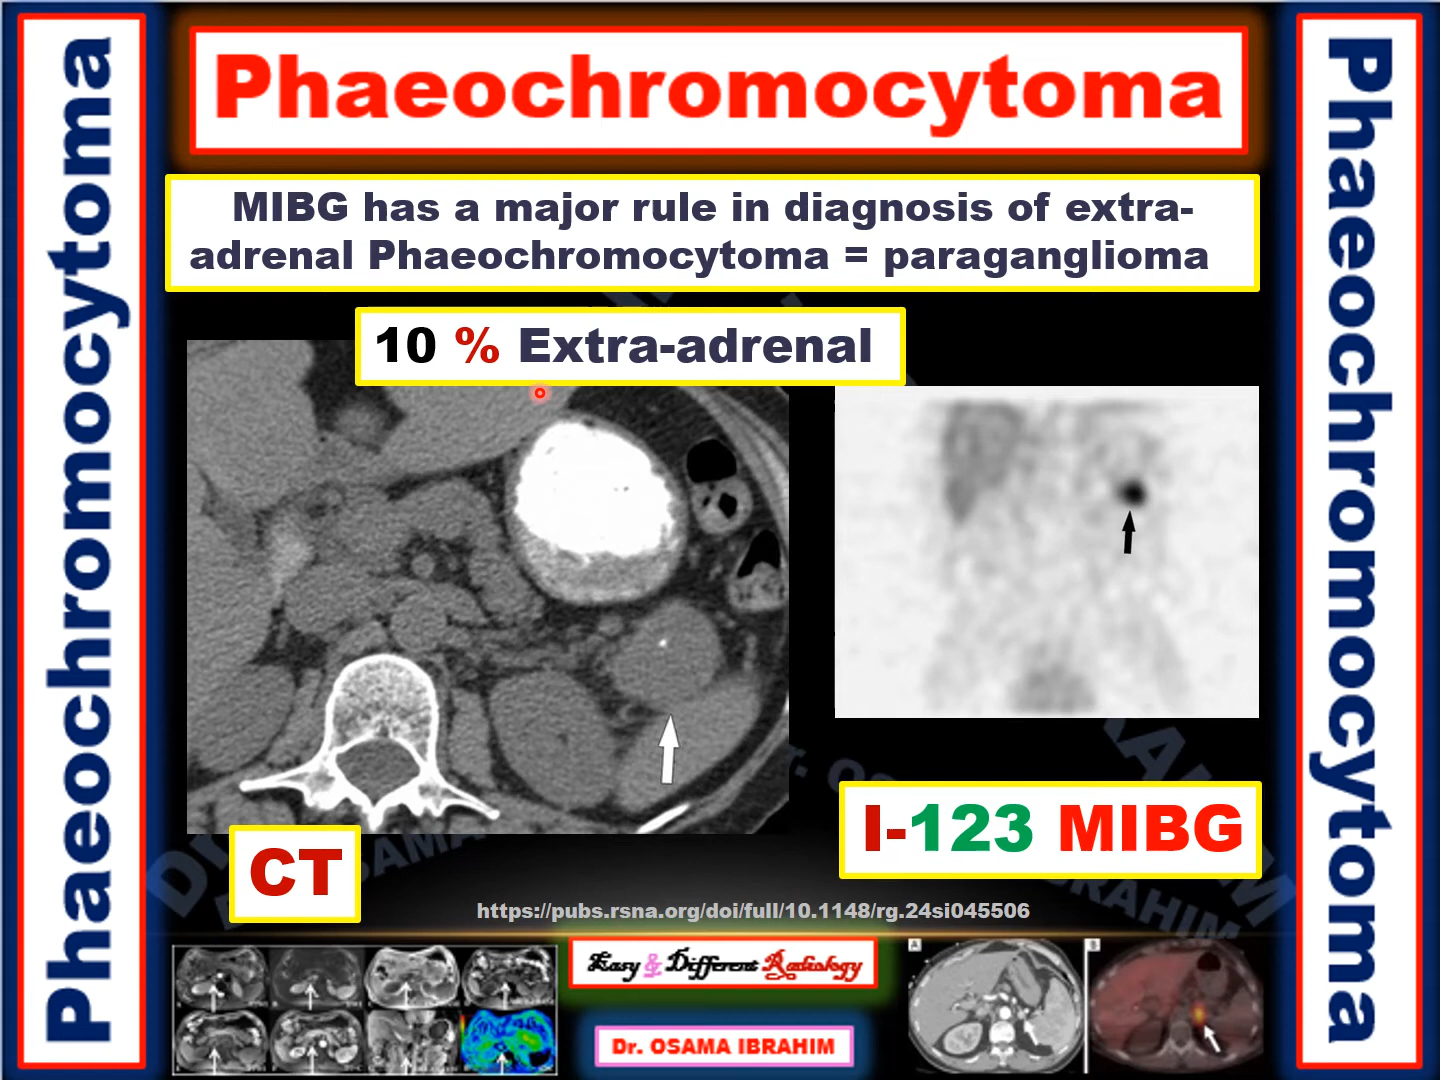 Phaeochromocytoma
Phaeochromocytoma
Phaeochromocytoma
MIBG has a major rule in diagnosis of extra-
adrenal Phaeochromocytoma = paraganglioma
10 % Extra-adrenal
CT
I-123 MIBG
https://pubs.rsna.org/doi/full/10.1148/rg.24si045506
Easy & Different Radiology
Dr. OSAMA IBRAHIM
A
B